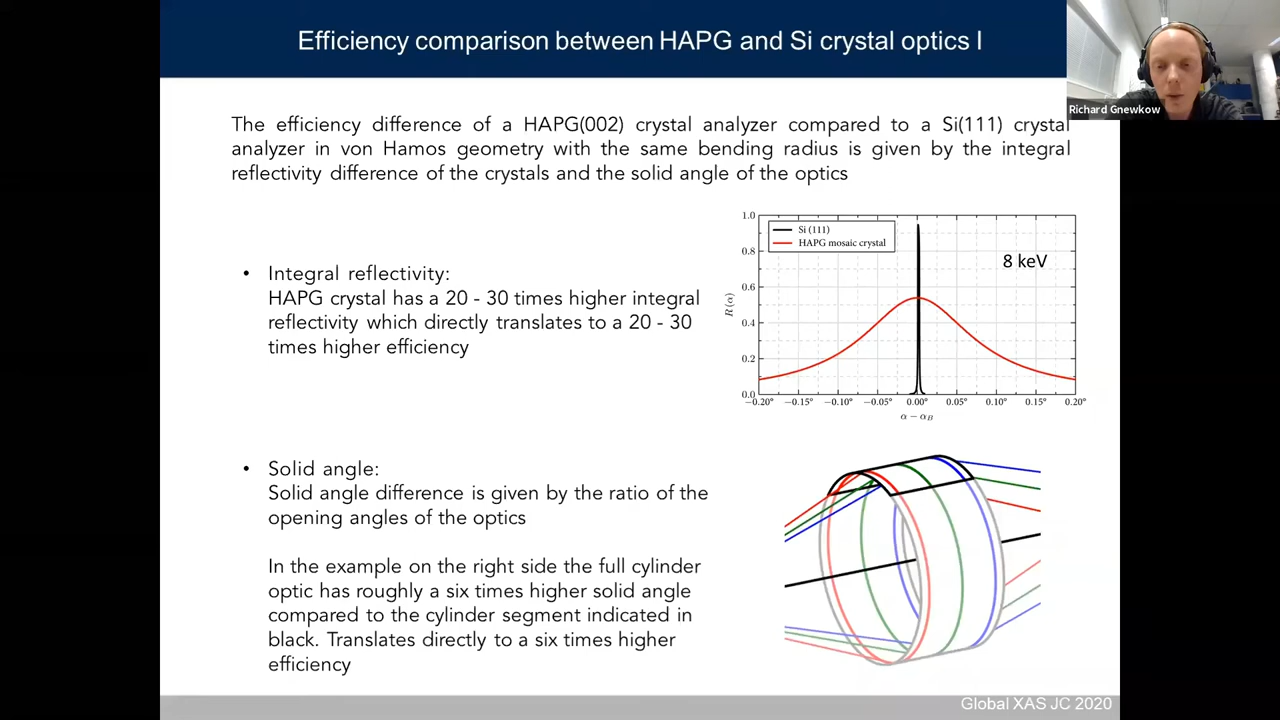 Efficiency comparison between HAPG and Si crystal optics I
Richard Gnewkow
The efficiency difference of a HAPG(002) crystal analyzer compared to a Si(111) crystal
analyzer in von Hamos geometry with the same bending radius is given by the integral
reflectivity difference of the crystals and the solid angle of the optics
• Integral reflectivity:
HAPG crystal has a 20 - 30 times higher integral
reflectivity which directly translates to a 20 - 30
times higher efficiency
1.0
0.8
0.6
0.4
0.2
0.0
R(α)
Si (111)
HAPG mosaic crystal
8 keV
−0.20° −0.15° −0.10° −0.05° 0.00° 0.05° 0.10° 0.15° 0.20°
α − α_B
• Solid angle:
Solid angle difference is given by the ratio of the
opening angles of the optics
In the example on the right side the full cylinder
optic has roughly a six times higher solid angle
compared to the cylinder segment indicated in
black. Translates directly to a six times higher
efficiency
Global XAS JC 2020